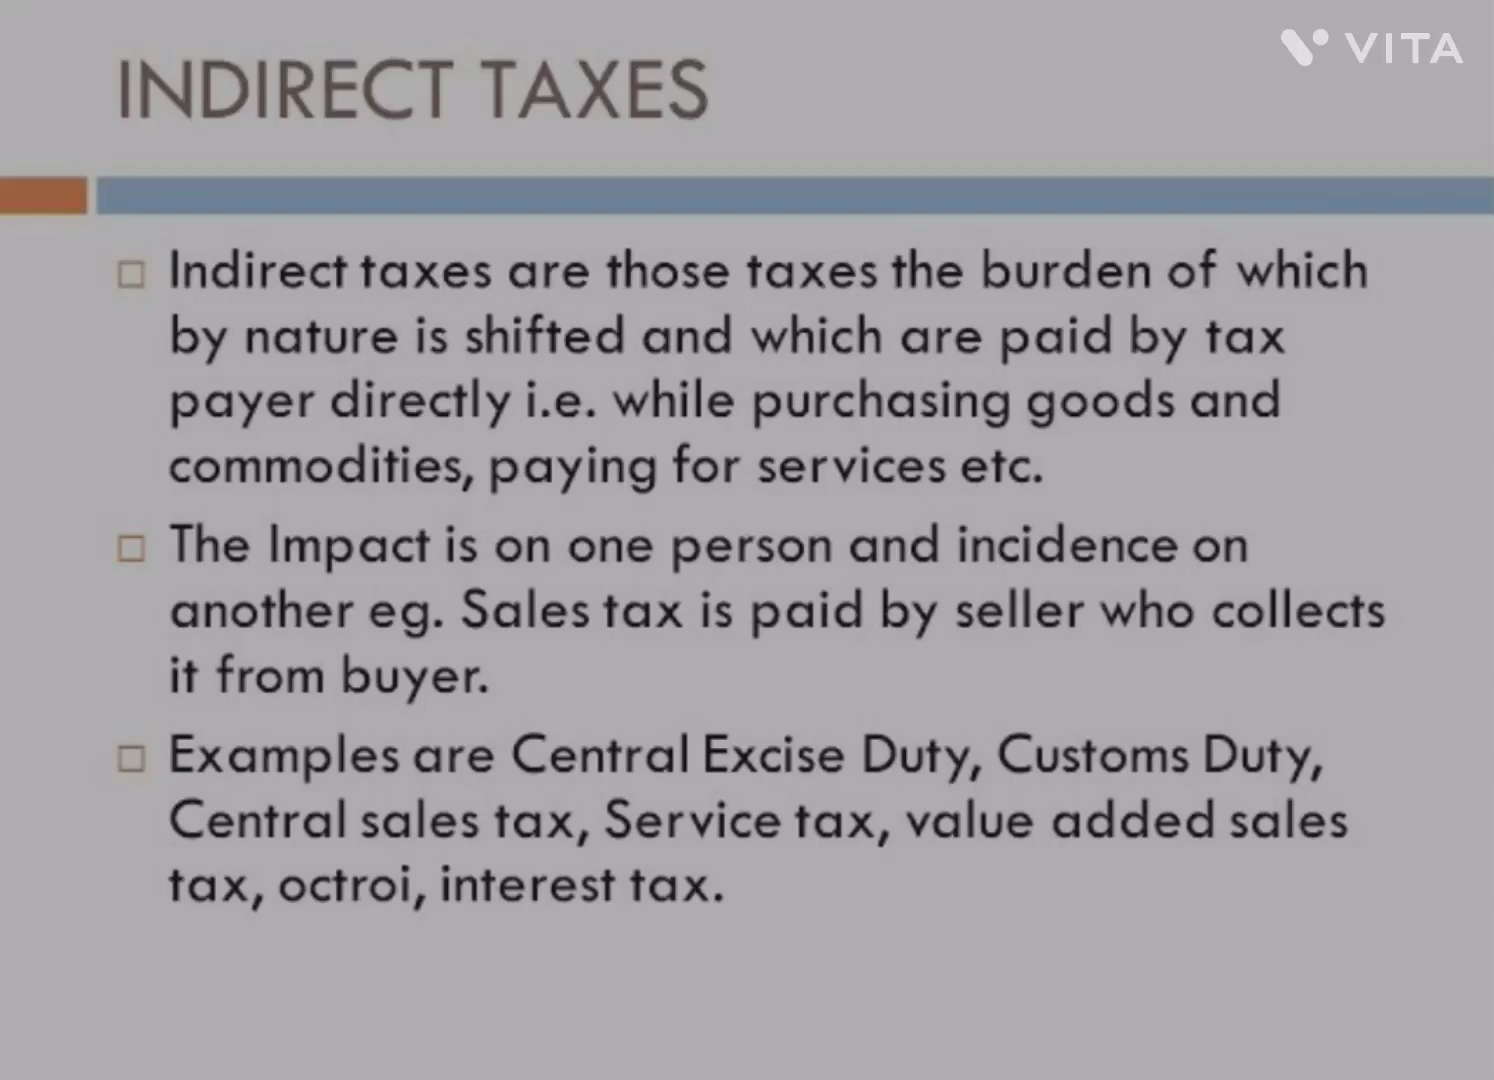 VITA
INDIRECT TAXES
Indirect taxes are those taxes the burden of which
by nature is shifted and which are paid by tax
payer directly i.e. while purchasing goods and
commodities, paying for services etc.
The Impact is on one person and incidence on
another eg. Sales tax is paid by seller who collects
it from buyer.
Examples are Central Excise Duty, Customs Duty,
Central sales tax, Service tax, value added sales
tax, octroi, interest tax.